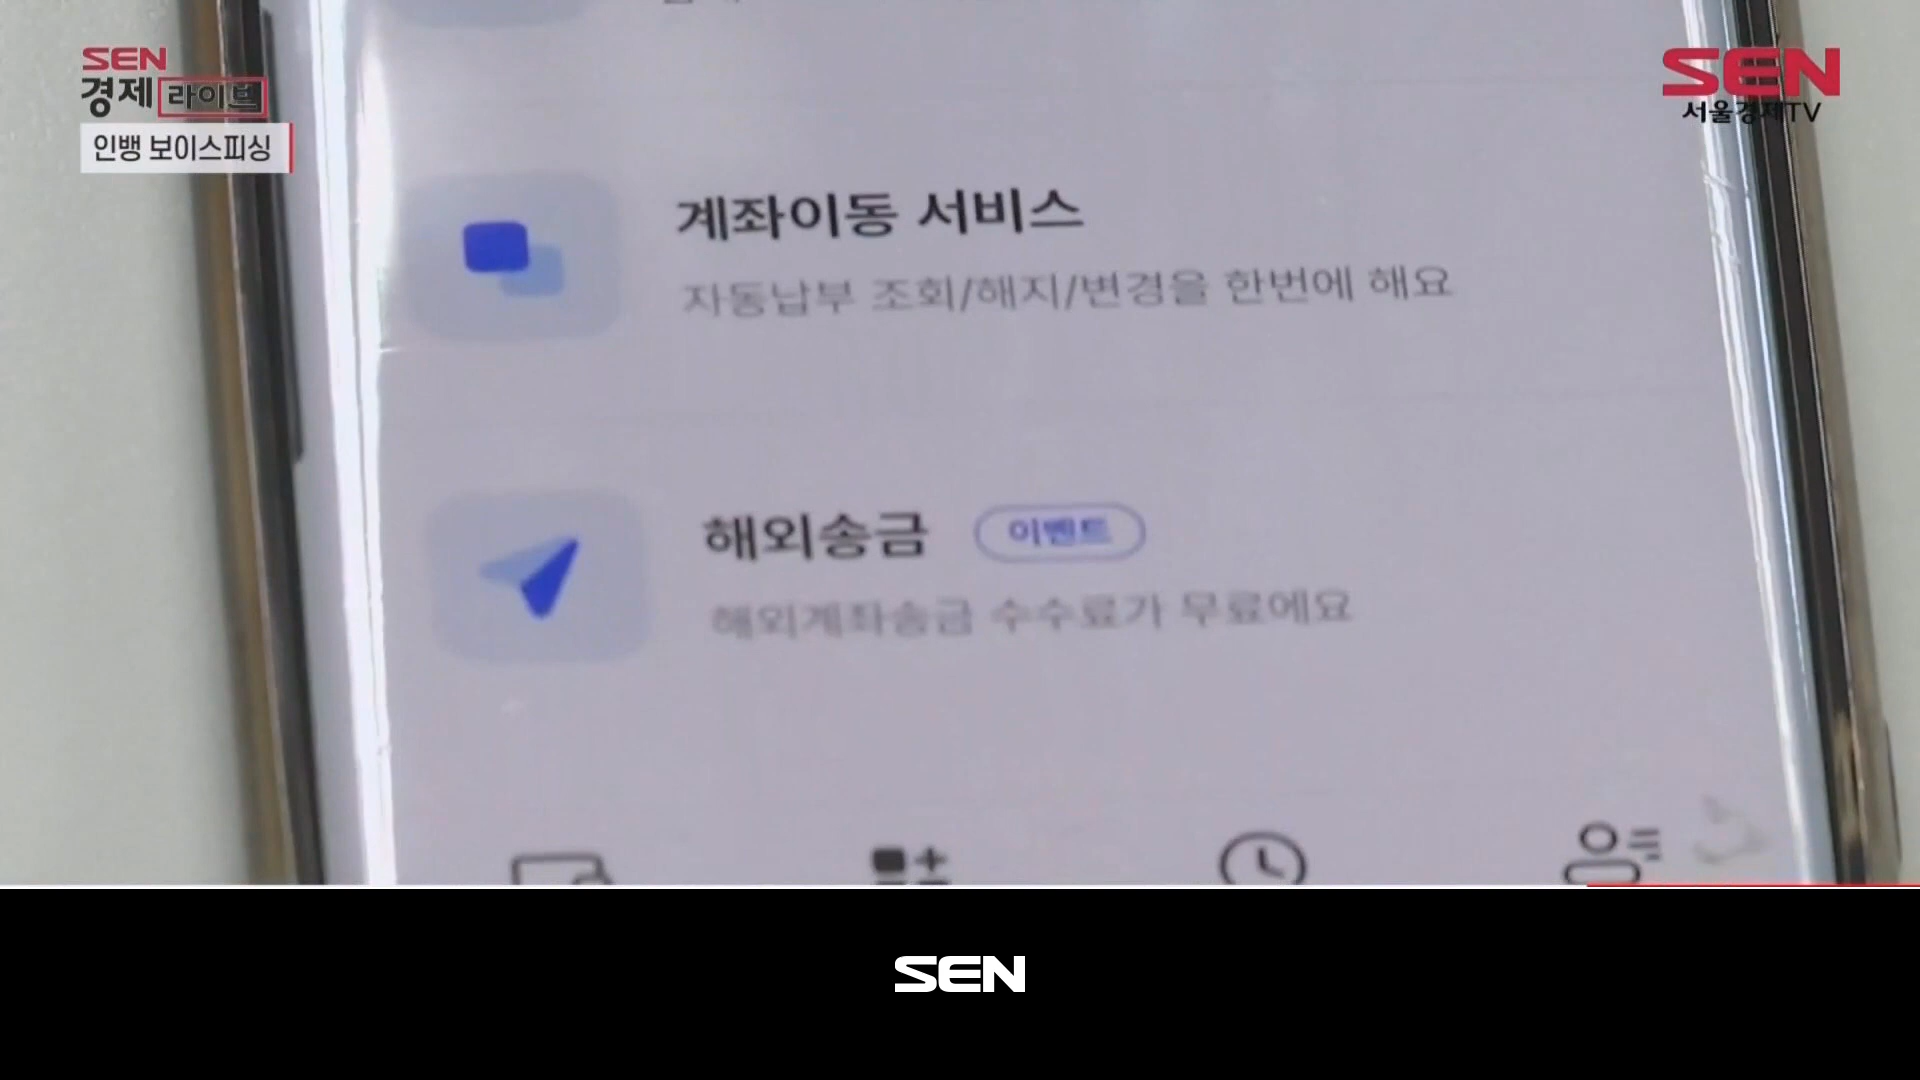 SEN
경제 라이브
인뱅 보이스피싱
SEN
서울경제TV
계좌이동 서비스
자동납부 조회/해지/변경을 한번에 해요
해외송금 이벤트
해외계좌송금 수수료가 무료에요
SEN